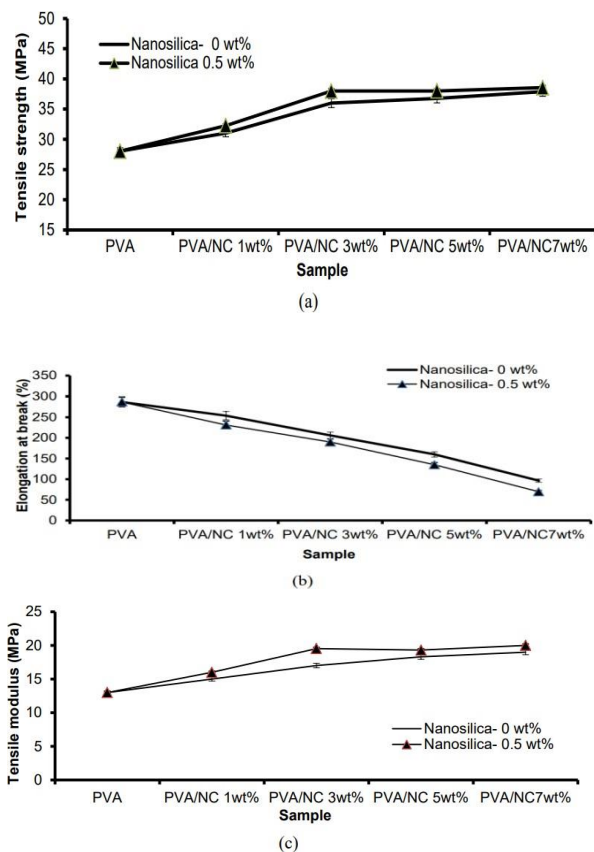 Tensile strength (MPa)
50
45
40
35
30
25
20
15
Nanosilica- 0 wt%
Nanosilica 0.5 wt%
PVA PVA/NC 1wt% PVA/NC 3wt% PVA/NC 5wt% PVA/NC7wt%
Sample
(a)
Elongation at break (%)
350
300
250
200
150
100
50
0
Nanosilica- 0 wt%
Nanosilica- 0.5 wt%
PVA PVA/NC 1wt% PVA/NC 3wt% PVA/NC 5wt% PVA/NC7wt%
Sample
(b)
Tensile modulus (MPa)
25
20
15
10
5
0
Nanosilica- 0 wt%
Nanosilica- 0.5 wt%
PVA PVA/NC 1wt% PVA/NC 3wt% PVA/NC 5wt% PVA/NC7wt%
Sample
(c)